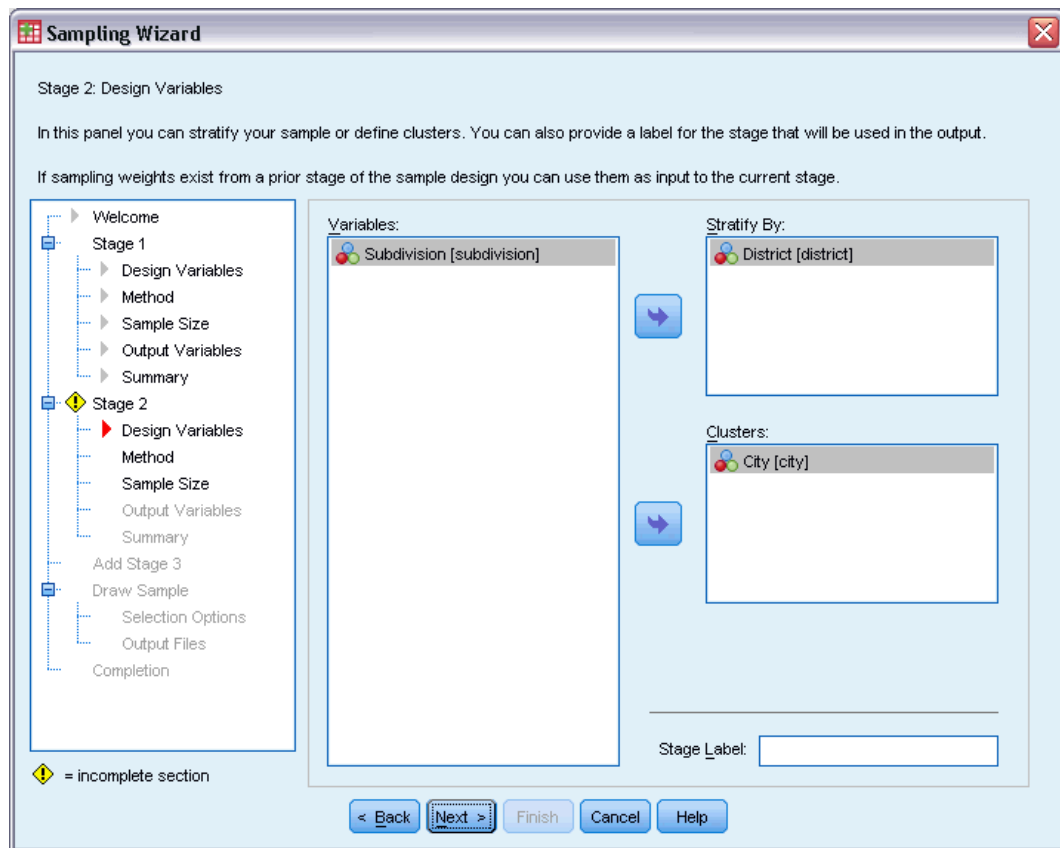 Sampling Wizard
Stage 2: Design Variables
In this panel you can stratify your sample or define clusters. You can also provide a label for the stage that will be used in the output.
If sampling weights exist from a prior stage of the sample design you can use them as input to the current stage.
Welcome
Stage 1
Design Variables
Method
Sample Size
Output Variables
Summary
Stage 2
Design Variables
Method
Sample Size
Output Variables
Summary
Add Stage 3
Draw Sample
Selection Options
Output Files
Completion
! = incomplete section
Variables:
Subdivision [subdivision]
Stratify By:
District [district]
Clusters:
City [city]
Stage Label:
< Back
Next >
Finish
Cancel
Help